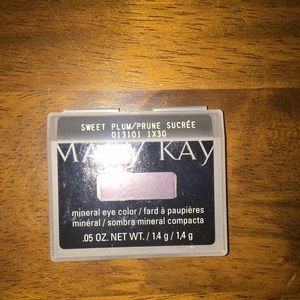 SWEET PLUM/PRUNE SUCRÉE
013101 1X30
MARY KAY
mineral eye color / fard à paupières
minéral / sombra mineral compacta
.05 OZ. NET WT. / 1.4 g / 1,4 g